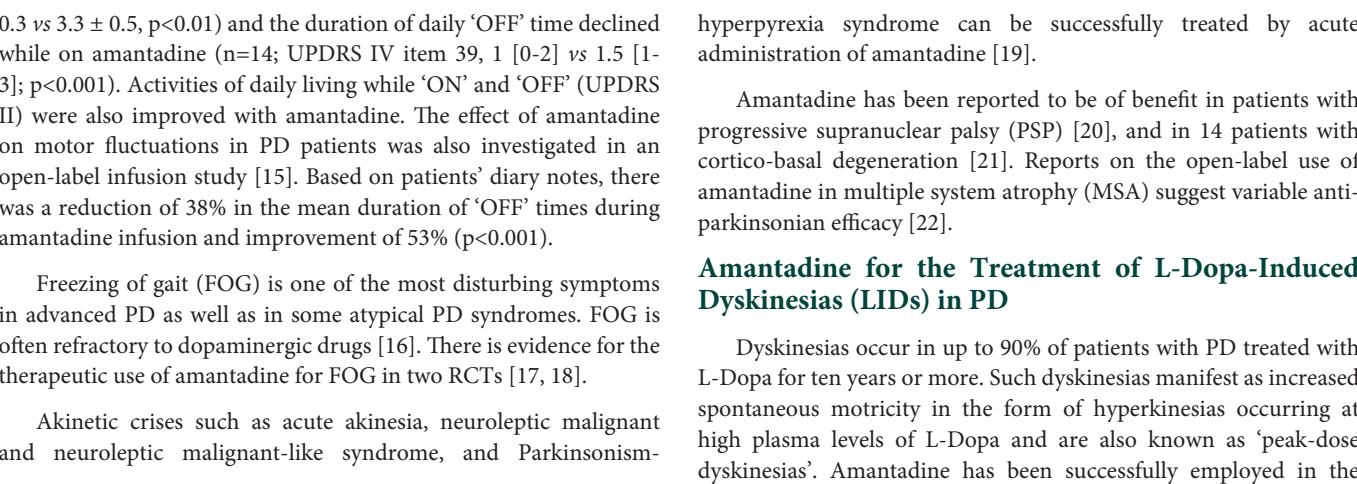 0.3 vs 3.3 ± 0.5, p<0.01) and the duration of daily ‘OFF’ time declined
while on amantadine (n=14; UPDRS IV item 39, 1 [0-2] vs 1.5 [1-
3]; p<0.001). Activities of daily living while ‘ON’ and ‘OFF’ (UPDRS
II) were also improved with amantadine. The effect of amantadine
on motor fluctuations in PD patients was also investigated in an
open-label infusion study [15]. Based on patients’ diary notes, there
was a reduction of 38% in the mean duration of ‘OFF’ times during
amantadine infusion and improvement of 53% (p<0.001).
Freezing of gait (FOG) is one of the most disturbing symptoms
in advanced PD as well as in some atypical PD syndromes. FOG is
often refractory to dopaminergic drugs [16]. There is evidence for the
therapeutic use of amantadine for FOG in two RCTs [17, 18].
Akinetic crises such as acute akinesia, neuroleptic malignant
and neuroleptic malignant-like syndrome, and Parkinsonism-
hyperpyrexia syndrome can be successfully treated by acute
administration of amantadine [19].
Amantadine has been reported to be of benefit in patients with
progressive supranuclear palsy (PSP) [20], and in 14 patients with
cortico-basal degeneration [21]. Reports on the open-label use of
amantadine in multiple system atrophy (MSA) suggest variable anti-
parkinsonian efficacy [22].
Amantadine for the Treatment of L-Dopa-Induced
Dyskinesias (LIDs) in PD
Dyskinesias occur in up to 90% of patients with PD treated with
L-Dopa for ten years or more. Such dyskinesias manifest as increased
spontaneous motricity in the form of hyperkinesias occurring at
high plasma levels of L-Dopa and are also known as ‘peak-dose
dyskinesias’. Amantadine has been successfully employed in the